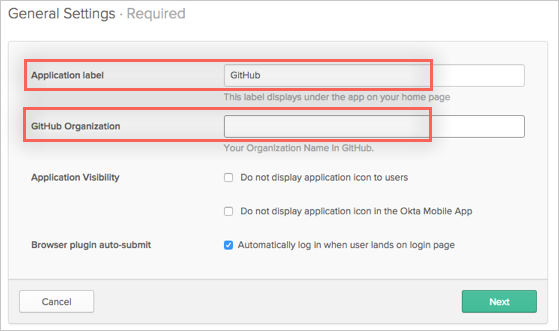 General Settings · Required
Application label
GitHub
This label displays under the app on your home page
GitHub Organization
Your Organization Name in GitHub.
Application Visibility
Do not display application icon to users
Do not display application icon in the Okta Mobile App
Browser plugin auto-submit
Automatically log in when user lands on login page
Cancel
Next